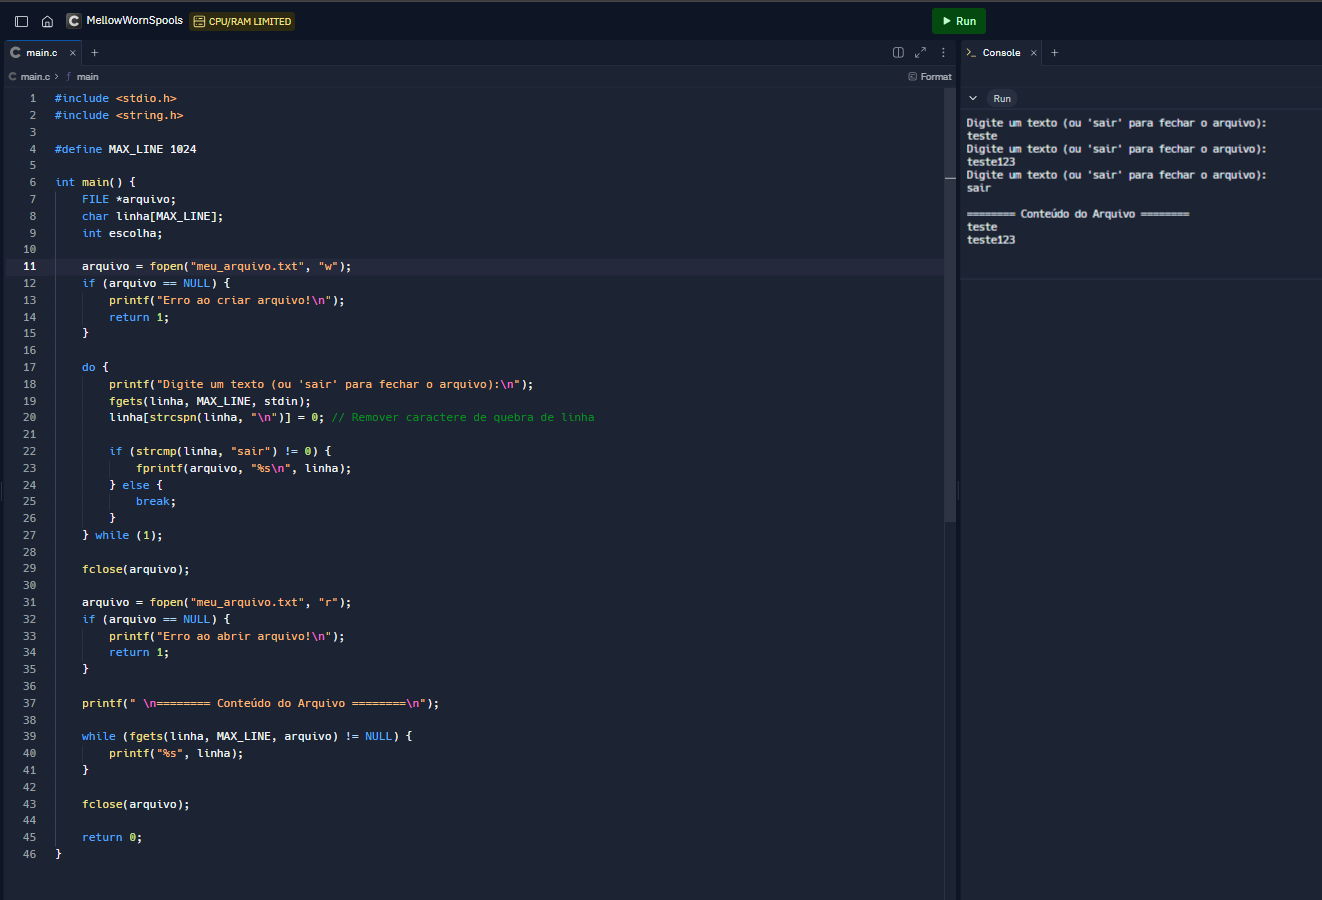 MellowWornSpools CPU/RAM LIMITED Run
main.c × +
main.c > f main Format
1 #include <stdio.h>
2 #include <string.h>
3
4 #define MAX_LINE 1024
5
6 int main() {
7 FILE *arquivo;
8 char linha[MAX_LINE];
9 int escolha;
10
11 arquivo = fopen("meu_arquivo.txt", "w");
12 if (arquivo == NULL) {
13 printf("Erro ao criar arquivo!\n");
14 return 1;
15 }
16
17 do {
18 printf("Digite um texto (ou 'sair' para fechar o arquivo):\n");
19 fgets(linha, MAX_LINE, stdin);
20 linha[strcspn(linha, "\n")] = 0; // Remover caractere de quebra de linha
21
22 if (strcmp(linha, "sair") != 0) {
23 fprintf(arquivo, "%s\n", linha);
24 } else {
25 break;
26 }
27 } while (1);
28
29 fclose(arquivo);
30
31 arquivo = fopen("meu_arquivo.txt", "r");
32 if (arquivo == NULL) {
33 printf("Erro ao abrir arquivo!\n");
34 return 1;
35 }
36
37 printf(" \n======== Conteúdo do Arquivo ========\n");
38
39 while (fgets(linha, MAX_LINE, arquivo) != NULL) {
40 printf("%s", linha);
41 }
42
43 fclose(arquivo);
44
45 return 0;
46 }
>_ Console × +
Run
Digite um texto (ou 'sair' para fechar o arquivo):
teste
Digite um texto (ou 'sair' para fechar o arquivo):
teste123
Digite um texto (ou 'sair' para fechar o arquivo):
sair
======== Conteúdo do Arquivo ========
teste
teste123